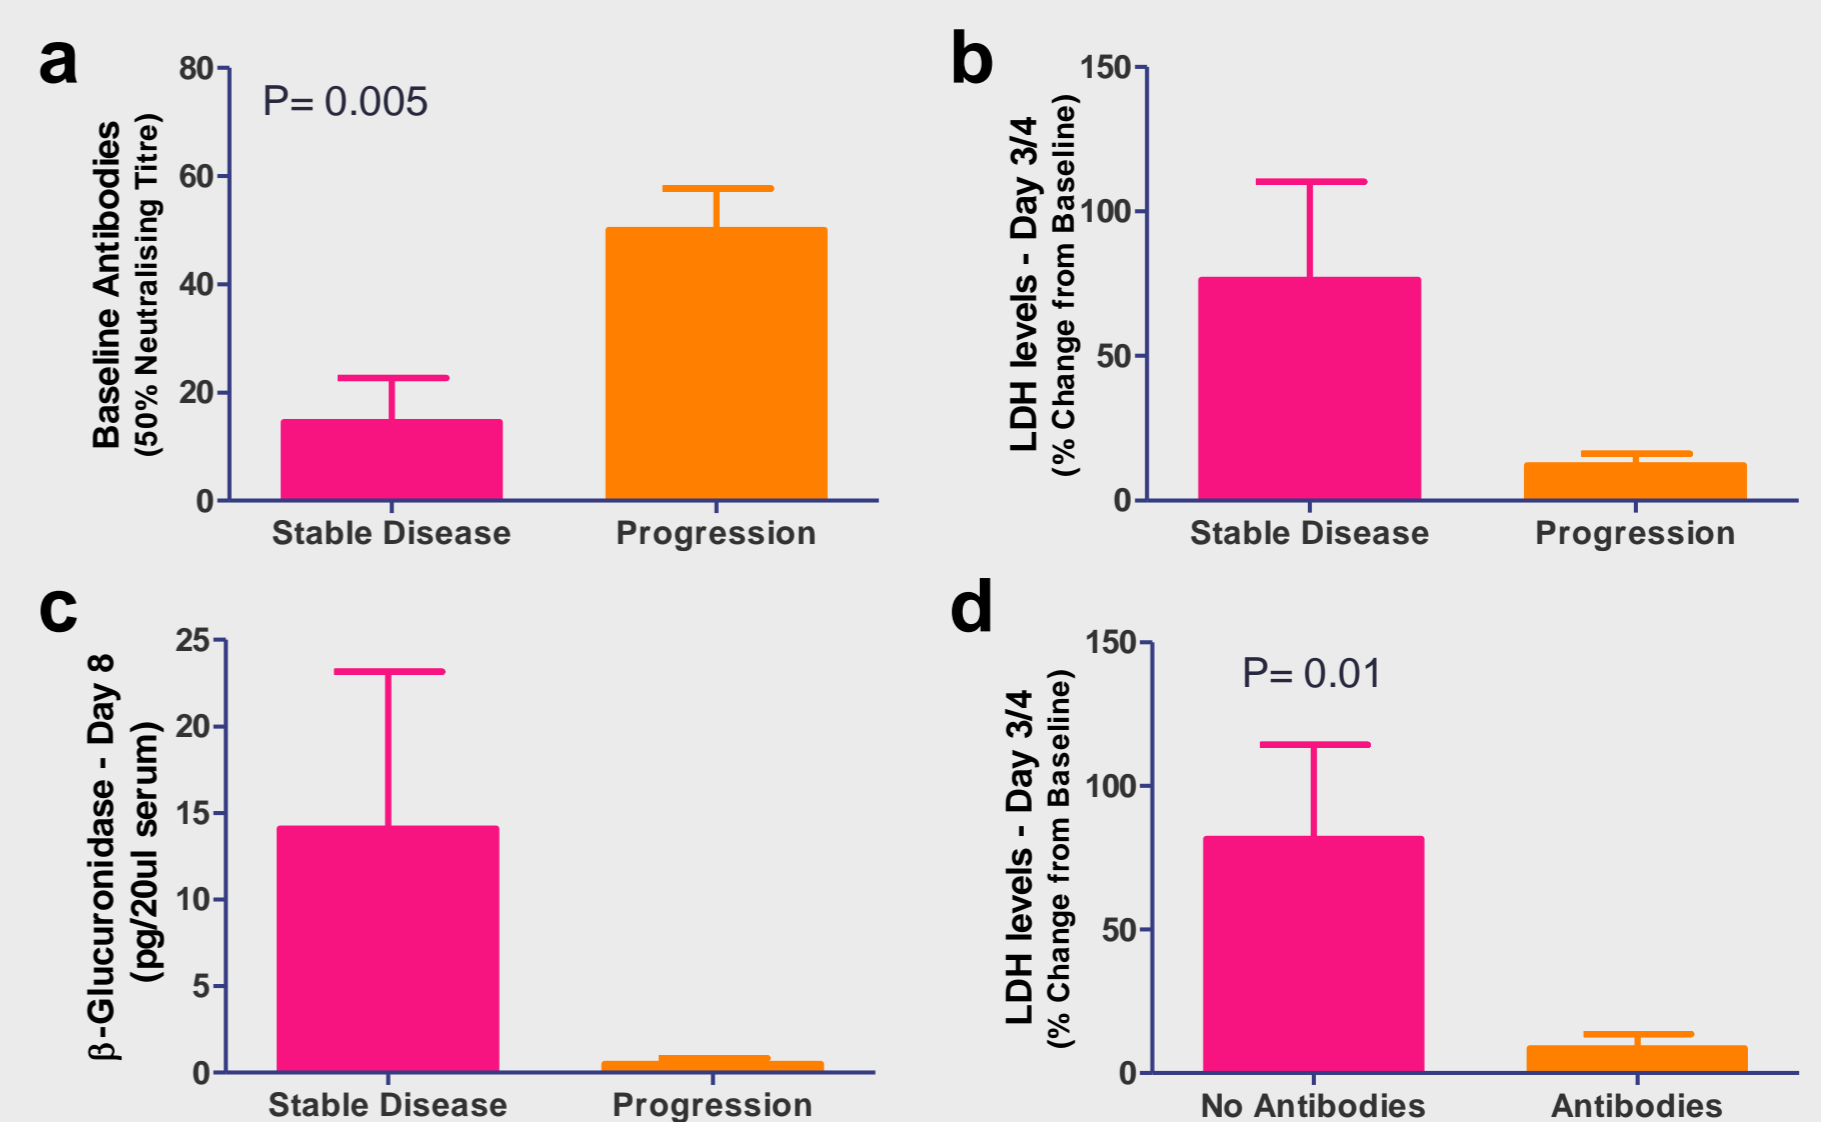 a
80
60
40
20
0
Baseline Antibodies
(50% Neutralising Titre)
P= 0.005
Stable Disease
Progression
b
150
100
50
0
LDH levels - Day 3/4
(% Change from Baseline)
Stable Disease
Progression
c
25
20
15
10
5
0
β-Glucuronidase - Day 8
(pg/20ul serum)
Stable Disease
Progression
d
150
100
50
0
LDH levels - Day 3/4
(% Change from Baseline)
P= 0.01
No Antibodies
Antibodies